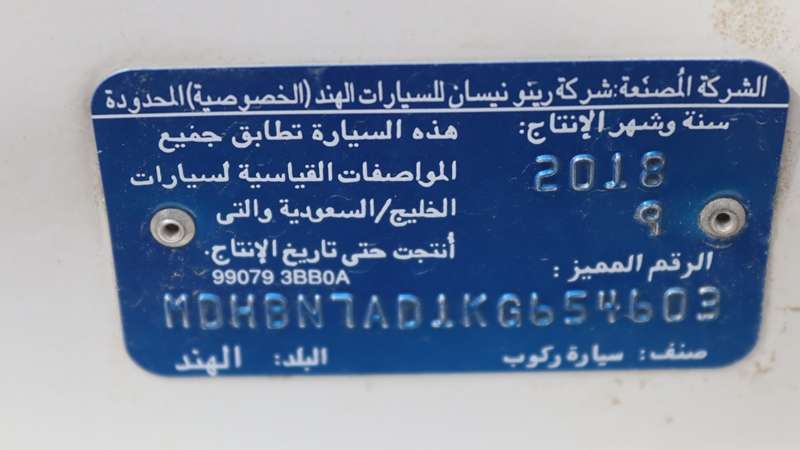 الشركة المُصنّعة: شركة رينو نيسان للسيارات الهند (الخصوصية) المحدودة
سنة وشهر الإنتاج:
2018
9
هذه السيارة تطابق جميع
المواصفات القياسية لسيارات
الخليج/السعودية والتى
أنتجت حتى تاريخ الإنتاج.
99079 3BB0A
الرقم المميز :
MDHBN7AD1KG654603
صنف : سيارة ركوب
البلد: الهند